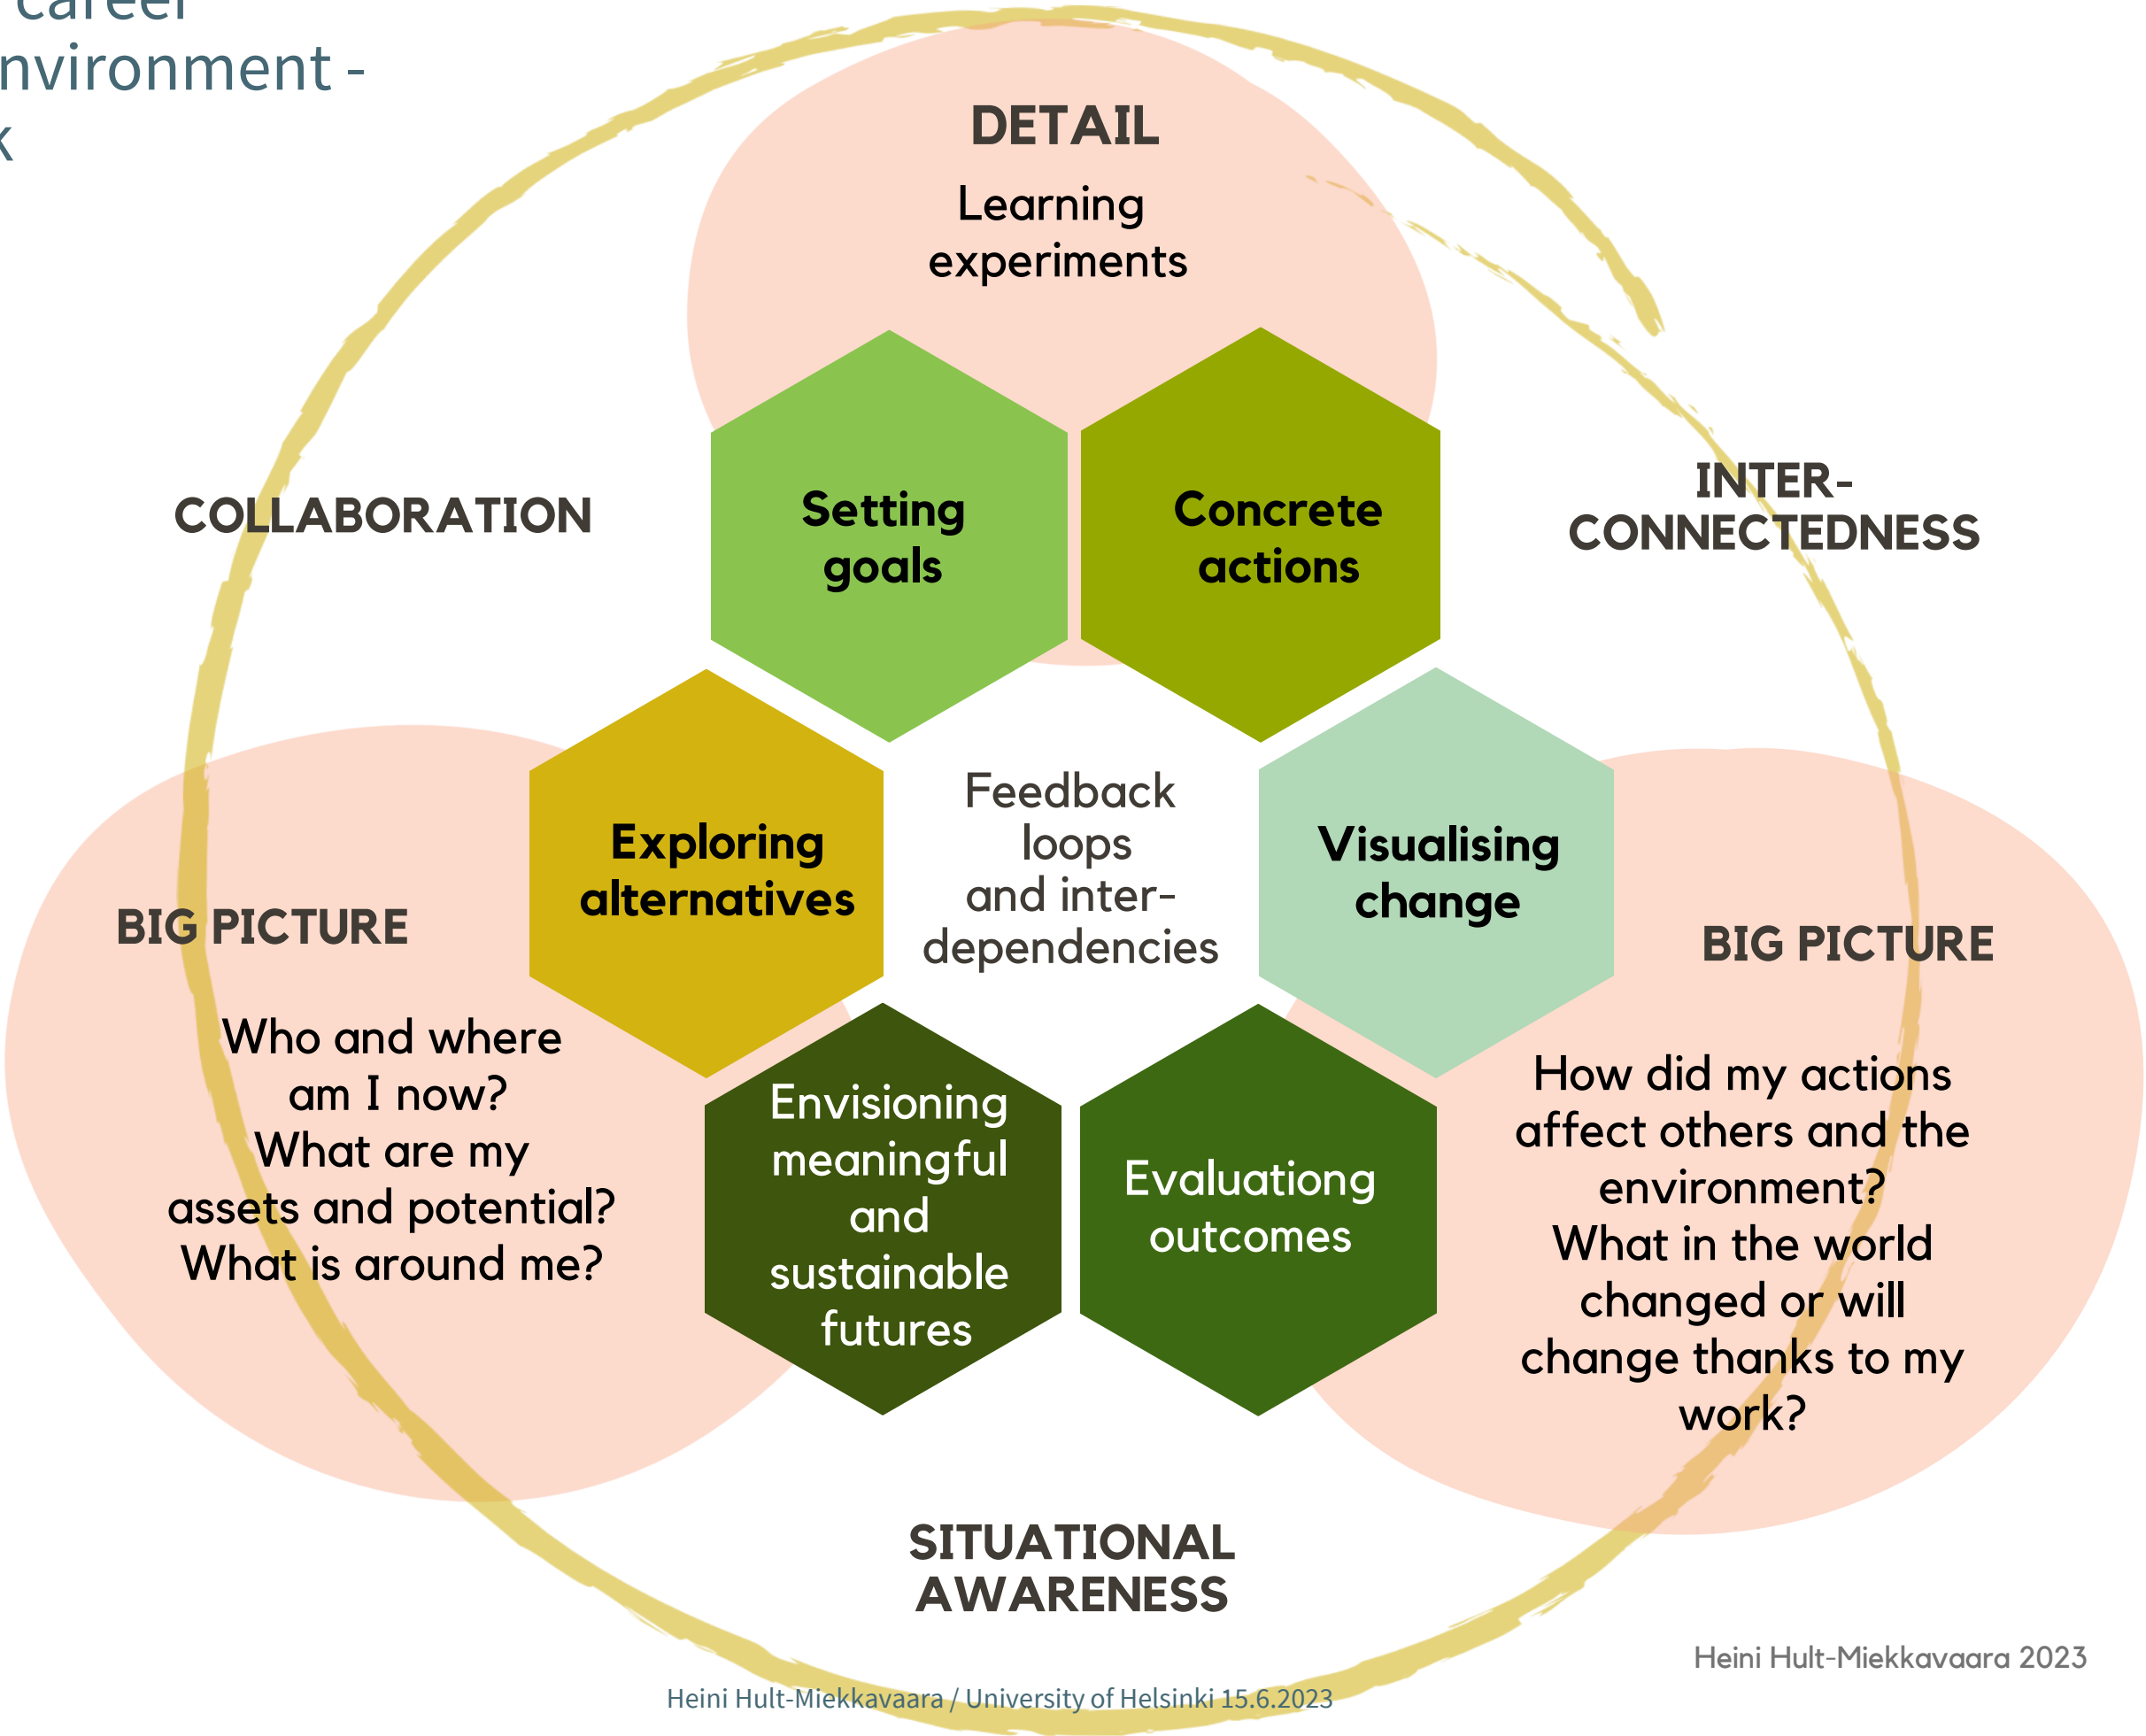 career
nvironment -
k
DETAIL
Learning
experiments
COLLABORATION
INTER-
CONNECTEDNESS
Setting
goals
Concrete
actions
Exploring
alternatives
Feedback
loops
and inter-
dependencies
Visualising
change
BIG PICTURE
Who and where
am I now?
What are my
assets and potential?
What is around me?
BIG PICTURE
How did my actions
affect others and the
environment?
What in the world
changed or will
change thanks to my
work?
Envisioning
meaningful
and
sustainable
futures
Evaluationg
outcomes
SITUATIONAL
AWARENESS
Heini Hult-Miekkavaara 2023
Heini Hult-Miekkavaara / University of Helsinki 15.6.2023